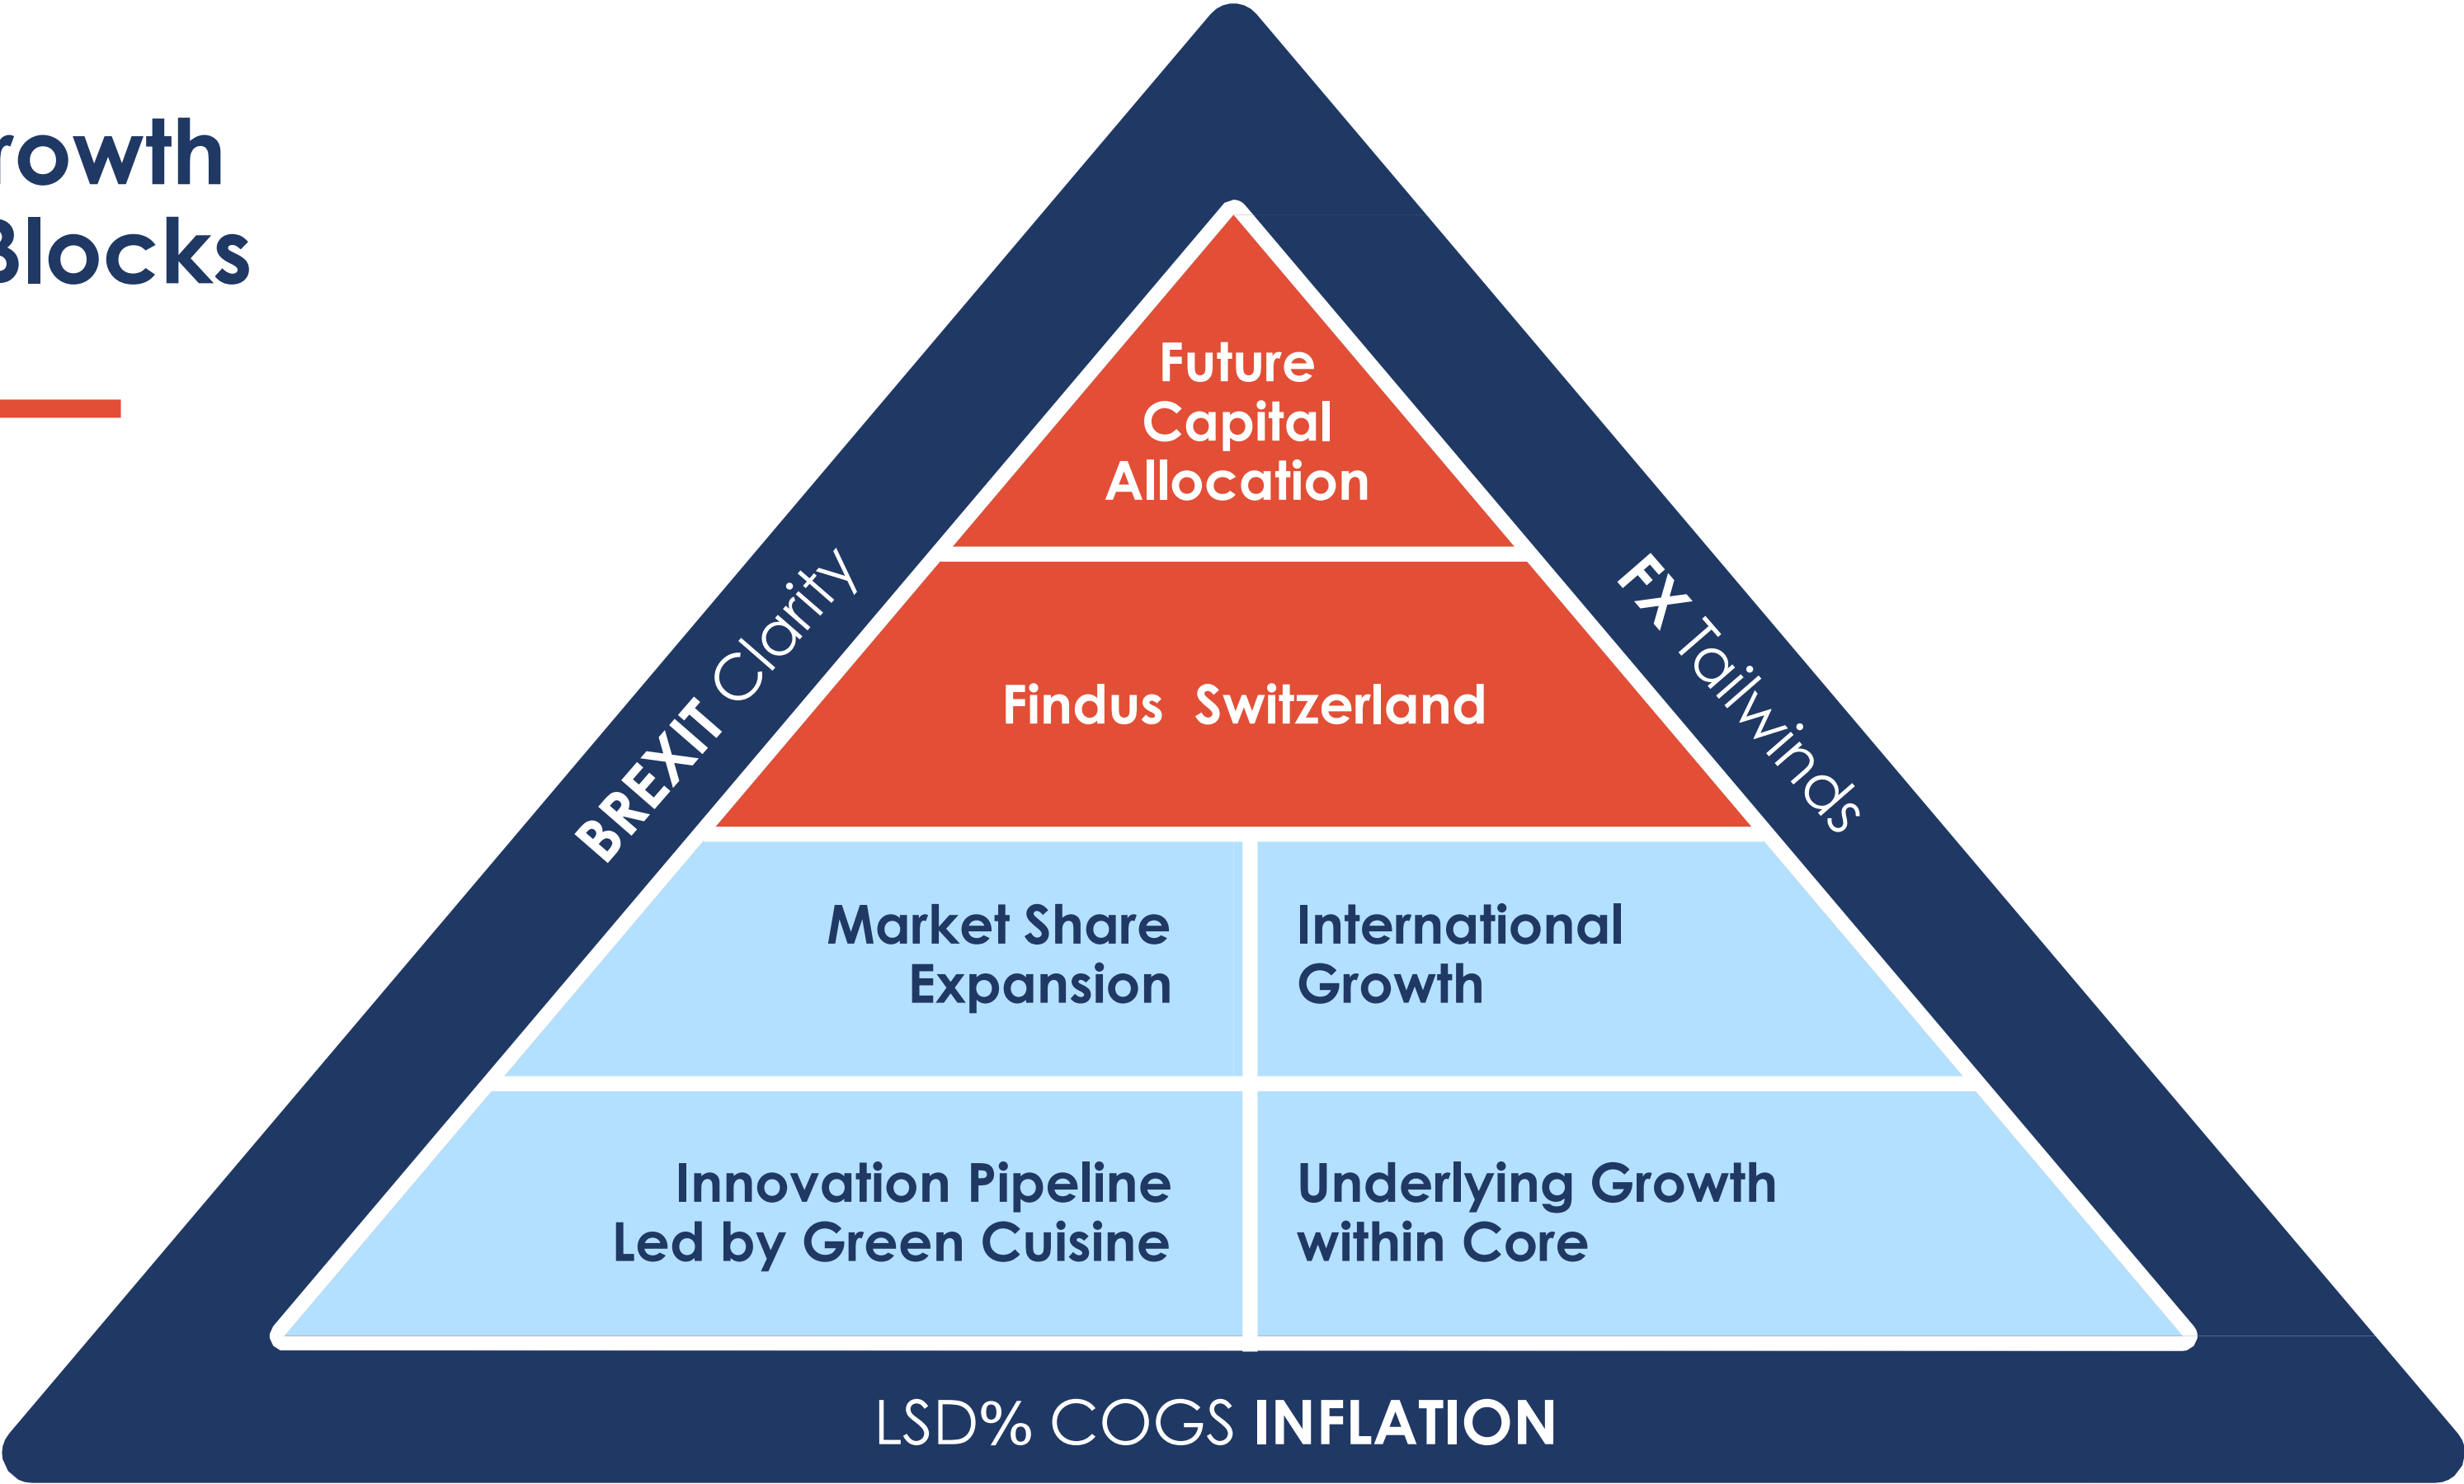 rowth
Blocks
Future
Capital
Allocation
Findus Switzerland
BREXIT Clarity
FX Tailwinds
Market Share
Expansion
International
Growth
Innovation Pipeline
Led by Green Cuisine
Underlying Growth
within Core
LSD% COGS INFLATION